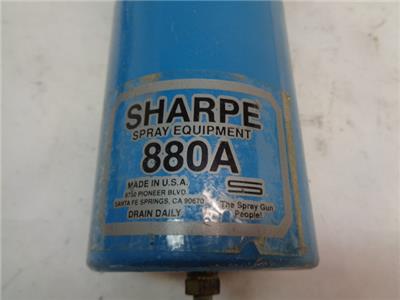 SHARPE
SPRAY EQUIPMENT
880A
MADE IN U.S.A.
8750 PIONEER BLVD.
SANTA FE SPRINGS, CA 90670
DRAIN DAILY
The Spray Gun
People!